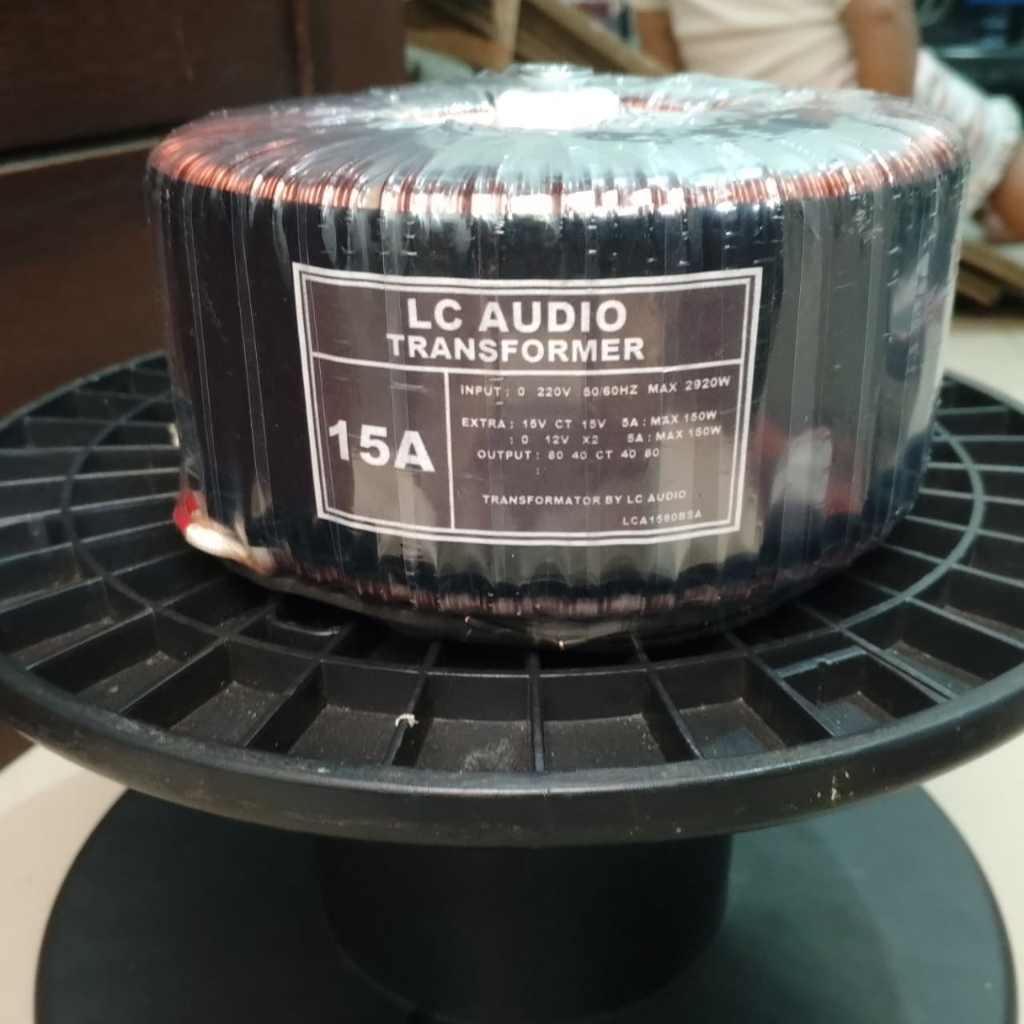 LC AUDIO
TRANSFORMER
15A
INPUT : 0 220V 50/60HZ MAX 2920W
EXTRA : 15V CT 15V 5A : MAX 150W
: 0 12V X2 5A : MAX 150W
OUTPUT : 80 40 CT 40 80
:
TRANSFORMATOR BY LC AUDIO
LCA1580BSA